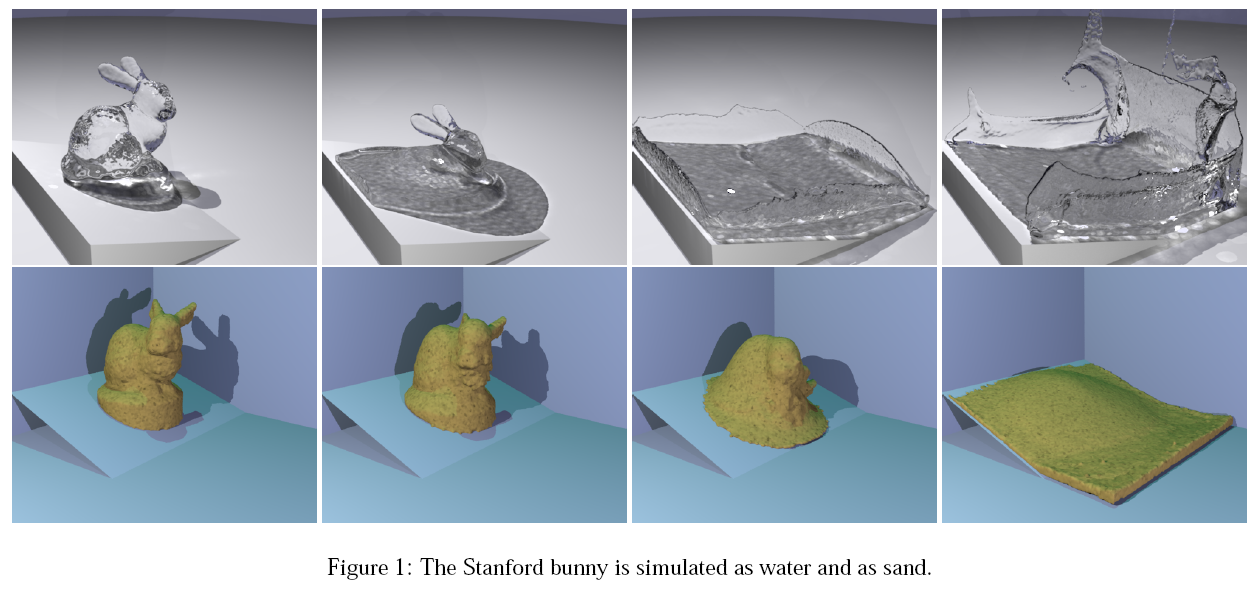 Figure 1: The Stanford bunny is simulated as water and as sand.